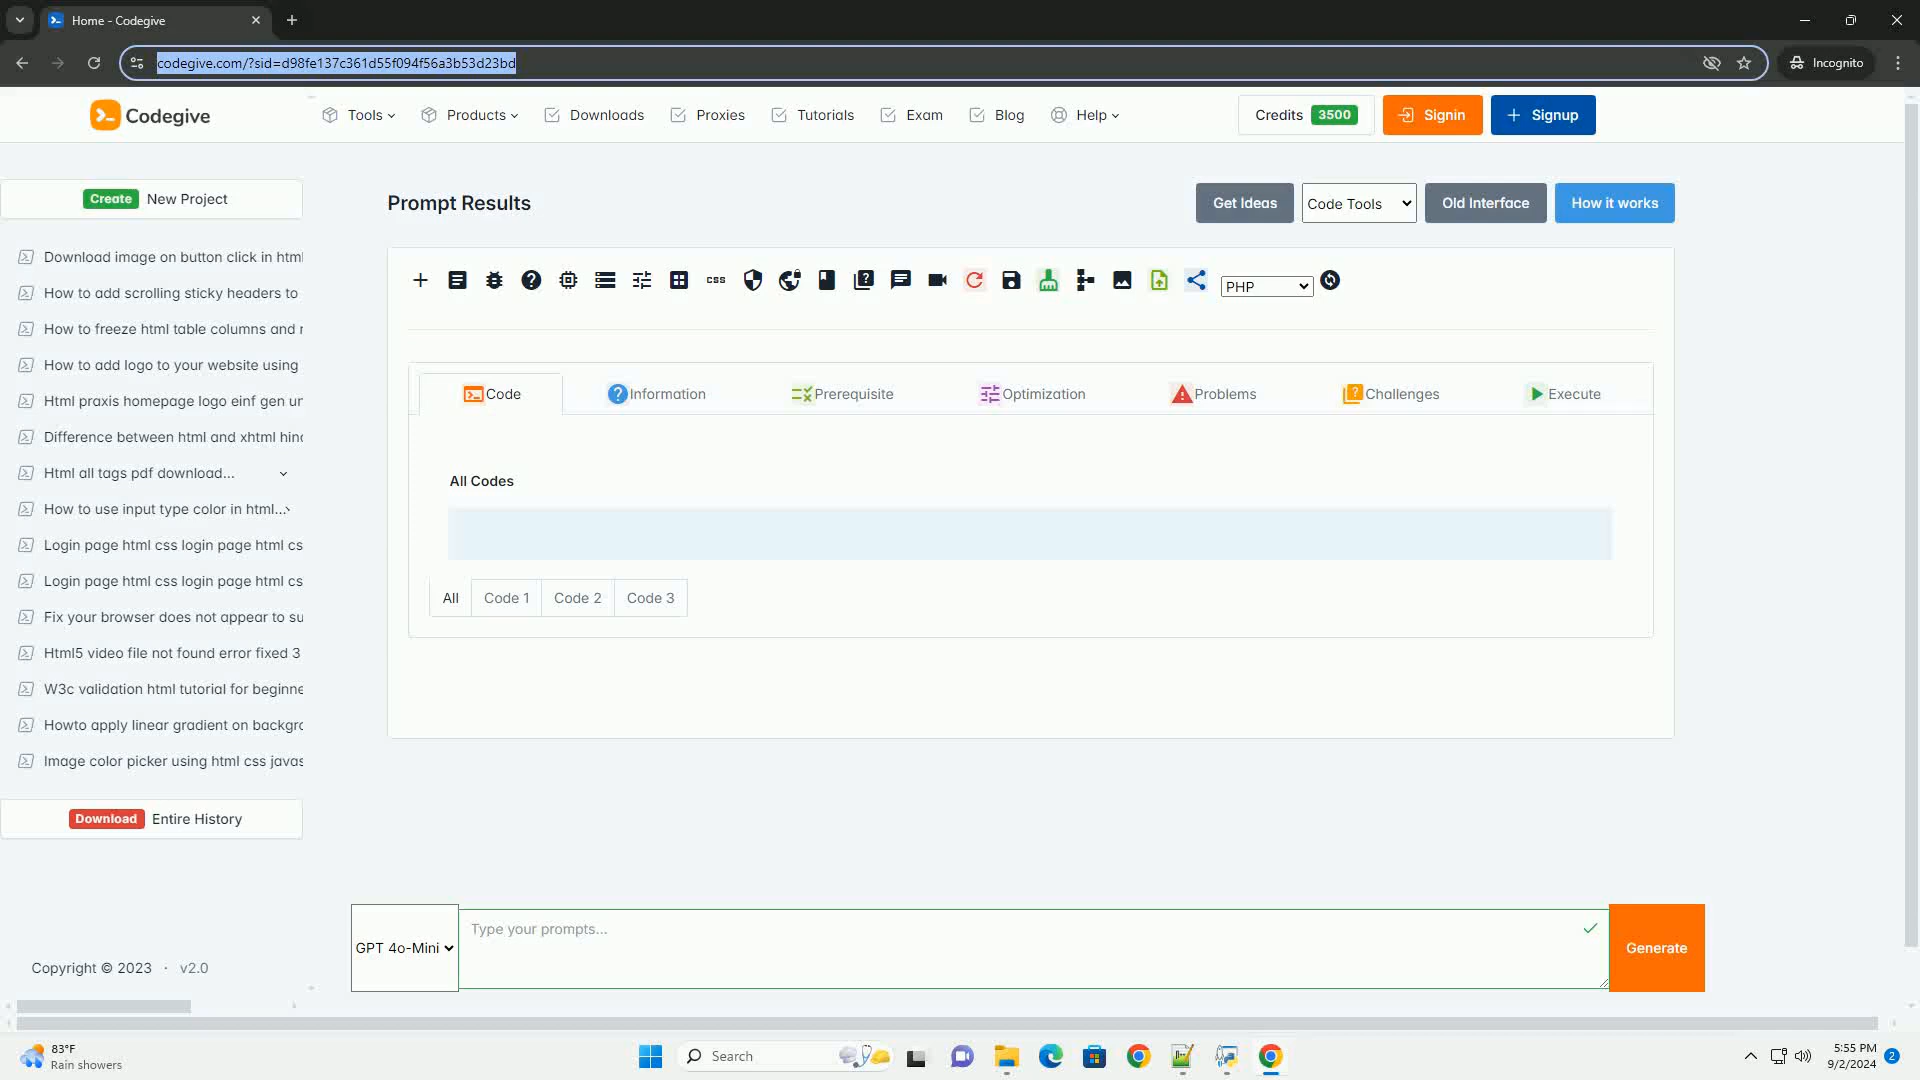 Home - Codegive
codegive.com/?sid=d98fe137c361d55f094f56a3b53d23bd
Incognito
Codegive
Tools
Products
Downloads
Proxies
Tutorials
Exam
Blog
Help
Credits 3500
Signin
Signup
Create New Project
Prompt Results
Get Ideas
Code Tools
Old Interface
How it works
Download image on button click in html
How to add scrolling sticky headers to
How to freeze html table columns and r
How to add logo to your website using
Html praxis homepage logo einf gen un
Difference between html and xhtml hind
Html all tags pdf download...
How to use input type color in html...
Login page html css login page html cs
Login page html css login page html cs
Fix your browser does not appear to su
Html5 video file not found error fixed 3
W3c validation html tutorial for beginne
Howto apply linear gradient on backgro
Image color picker using html css javas
Download Entire History
css
PHP
Code
Information
Prerequisite
Optimization
Problems
Challenges
Execute
All Codes
All
Code 1
Code 2
Code 3
GPT 4o-Mini
Type your prompts...
Generate
Copyright © 2023 · v2.0
83°F
Rain showers
Search
5:55 PM
9/2/2024
2